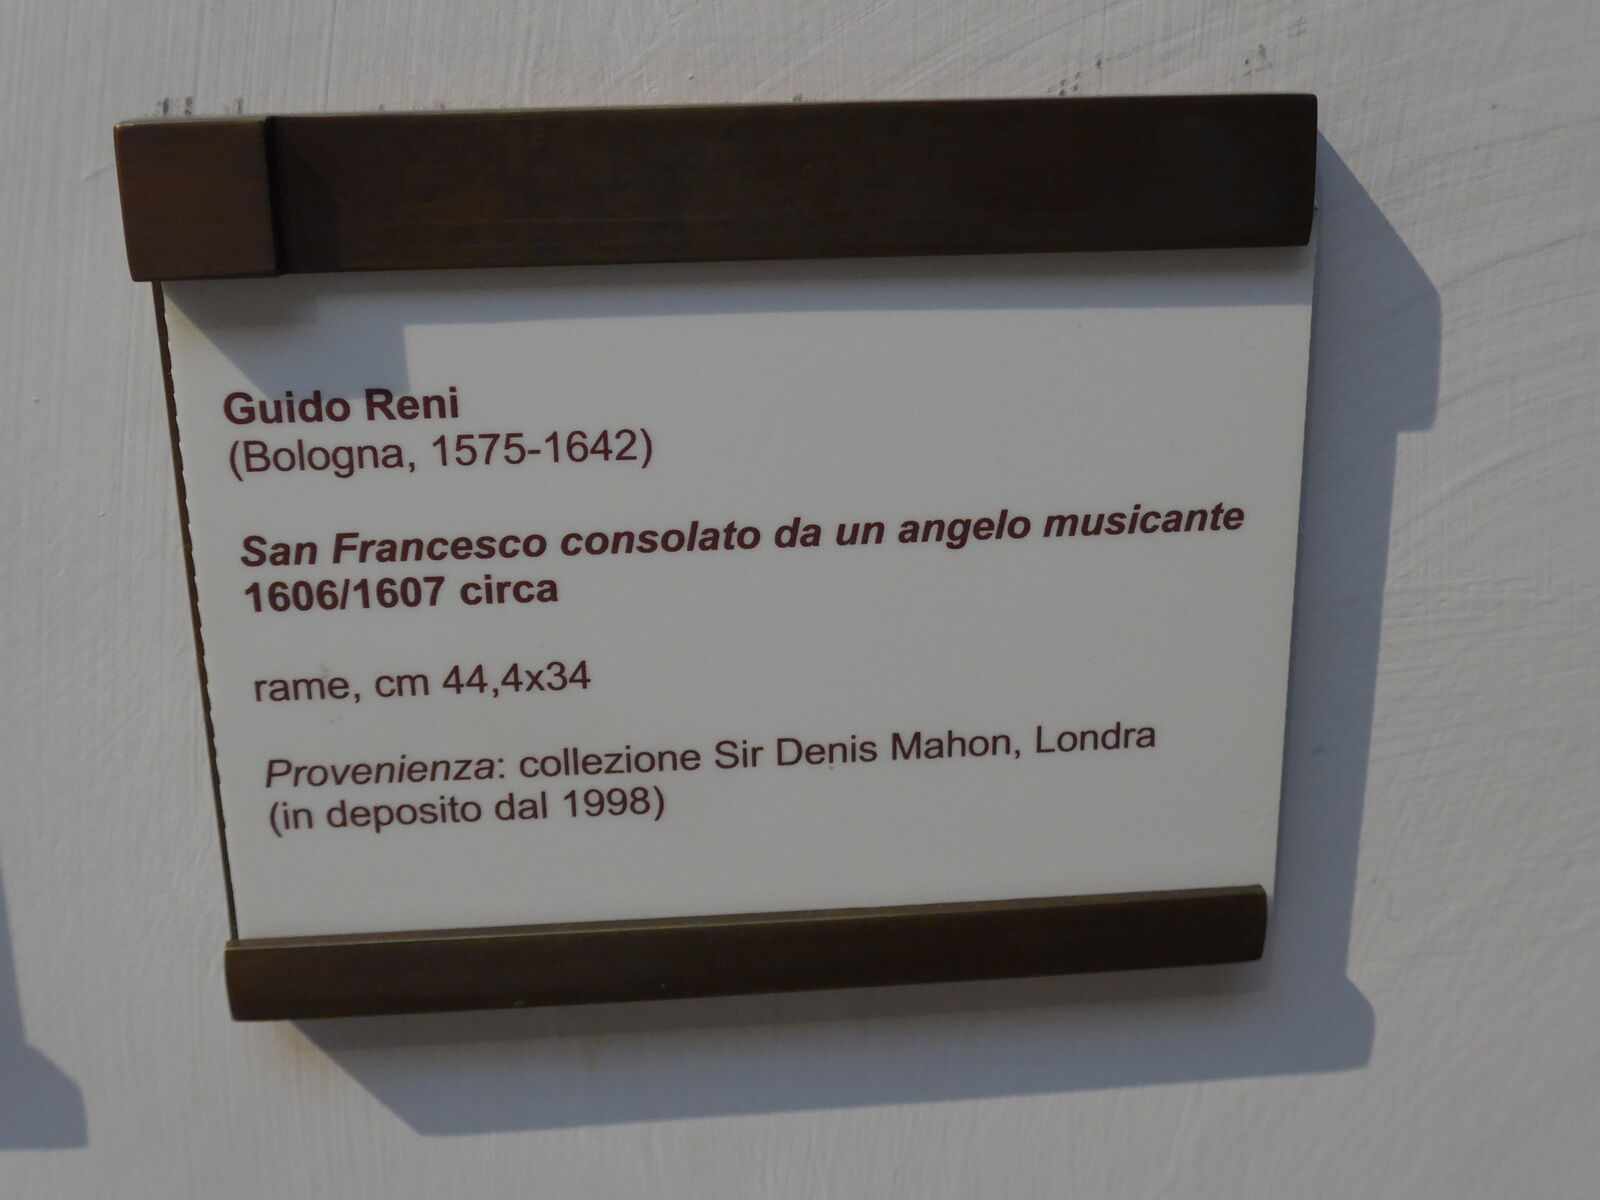 Guido Reni
(Bologna, 1575-1642)
San Francesco consolato da un angelo musicante
1606/1607 circa
rame, cm 44,4x34
Provenienza: collezione Sir Denis Mahon, Londra
(in deposito dal 1998)